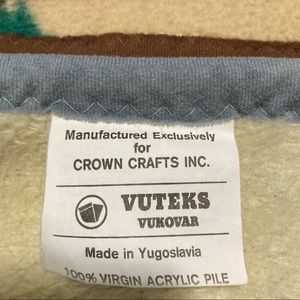 Manufactured Exclusively
for
CROWN CRAFTS INC.
VUTEKS
VUKOVAR
Made in Yugoslavia
100% VIRGIN ACRYLIC PILE